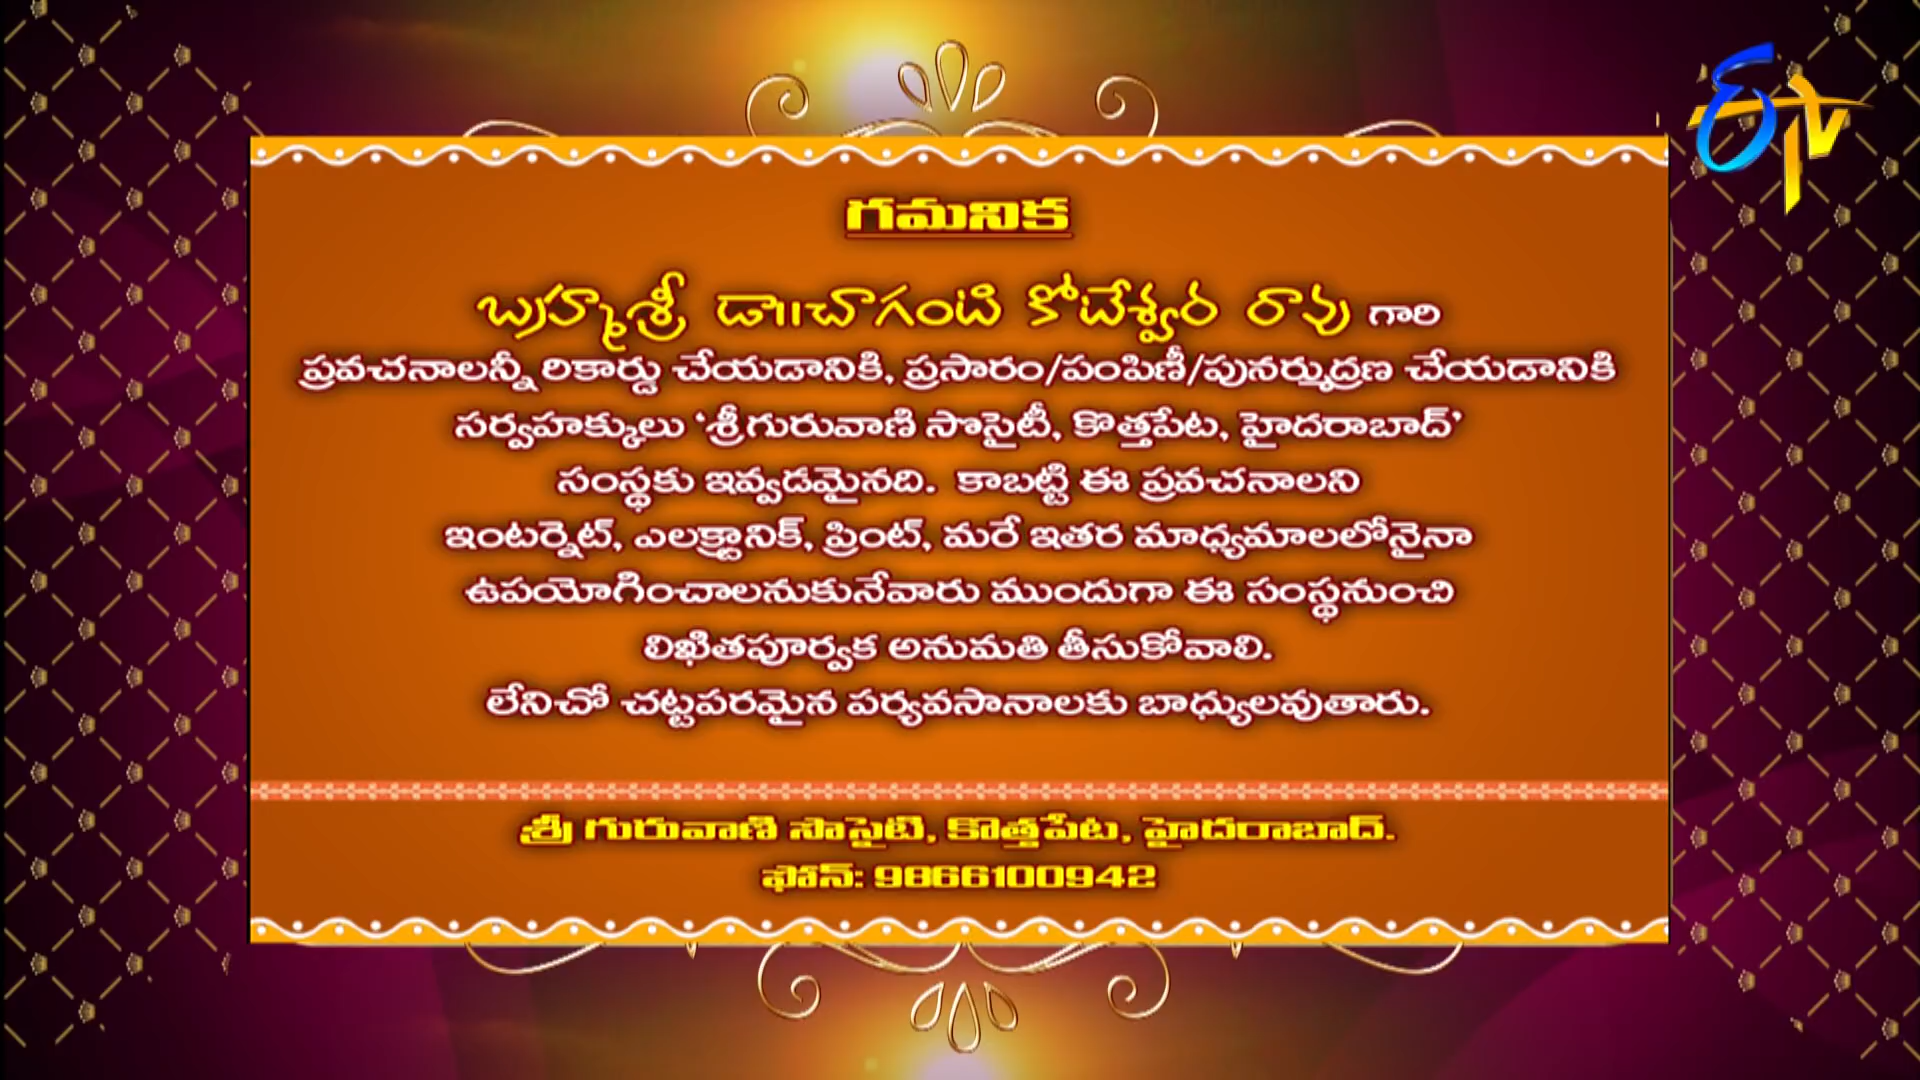 ఈTV
గమనిక
బ్రహ్మశ్రీ డా॥చాగంటి కోటేశ్వర రావు గారి
ప్రవచనాలన్నీ రికార్డు చేయడానికి, ప్రసారం/పంపిణీ/పునర్ముద్రణ చేయడానికి
సర్వహక్కులు ‘శ్రీగురువాణి సొసైటీ, కొత్తపేట, హైదరాబాద్’
సంస్థకు ఇవ్వడమైనది. కాబట్టి ఈ ప్రవచనాలని
ఇంటర్నెట్, ఎలక్ట్రానిక్, ప్రింట్, మరే ఇతర మాధ్యమాలలోనైనా
ఉపయోగించాలనుకునేవారు ముందుగా ఈ సంస్థనుంచి
లిఖితపూర్వక అనుమతి తీసుకోవాలి.
లేనిచో చట్టపరమైన పర్యవసానాలకు బాధ్యులవుతారు.
శ్రీ గురువాణి సొసైటి, కొత్తపేట, హైదరాబాద్.
ఫోన్: 9866100942